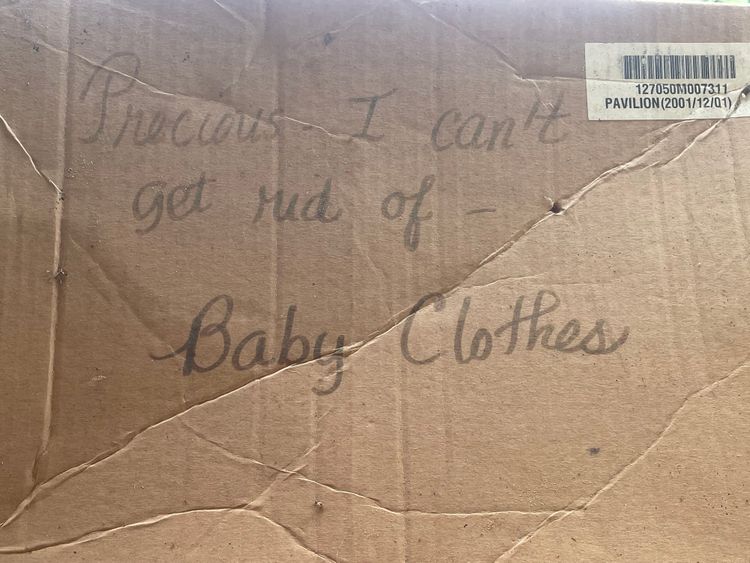 127050M007311
PAVILION(2001/12/01)
Precious - I can't
get rid of -
Baby Clothes